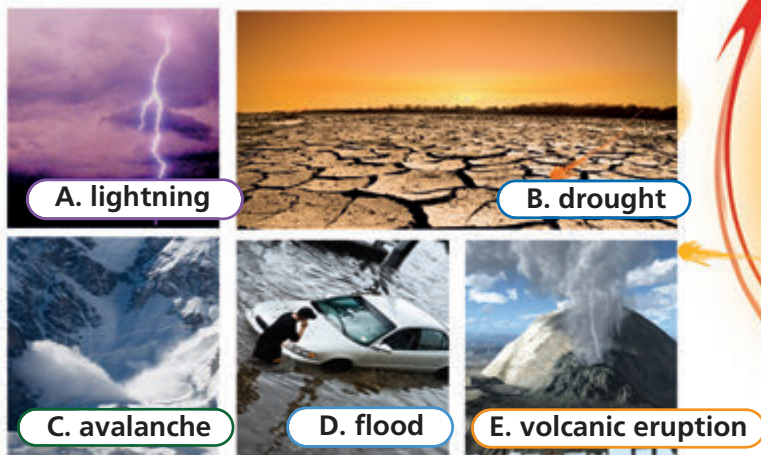 A. lightning
B. drought
C. avalanche
D. flood
E. volcanic eruption